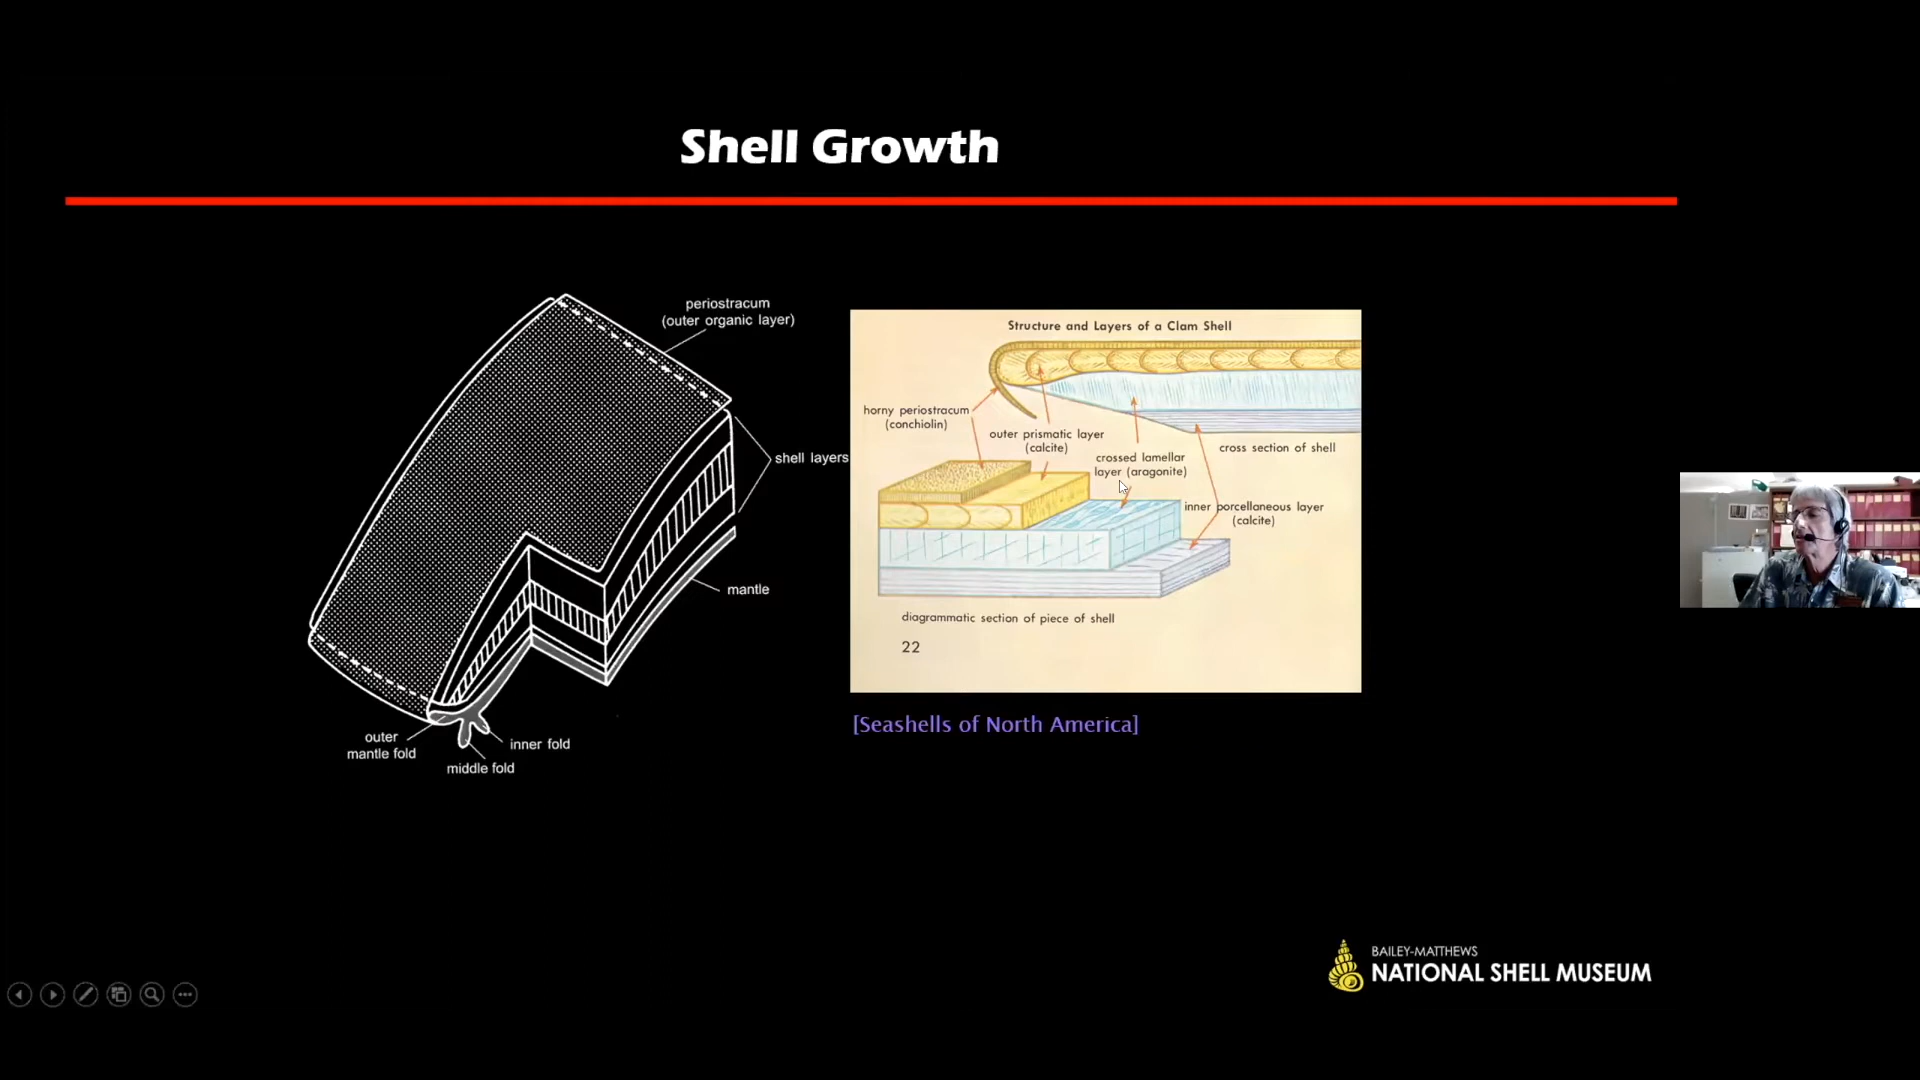 Shell Growth
periostracum
(outer organic layer)
shell layers
mantle
outer
mantle fold
inner fold
middle fold
Structure and Layers of a Clam Shell
horny periostracum
(conchiolin)
outer prismatic layer
(calcite)
crossed lamellar
layer (aragonite)
cross section of shell
inner porcellaneous layer
(calcite)
diagrammatic section of piece of shell
22
[Seashells of North America]
BAILEY-MATTHEWS
NATIONAL SHELL MUSEUM